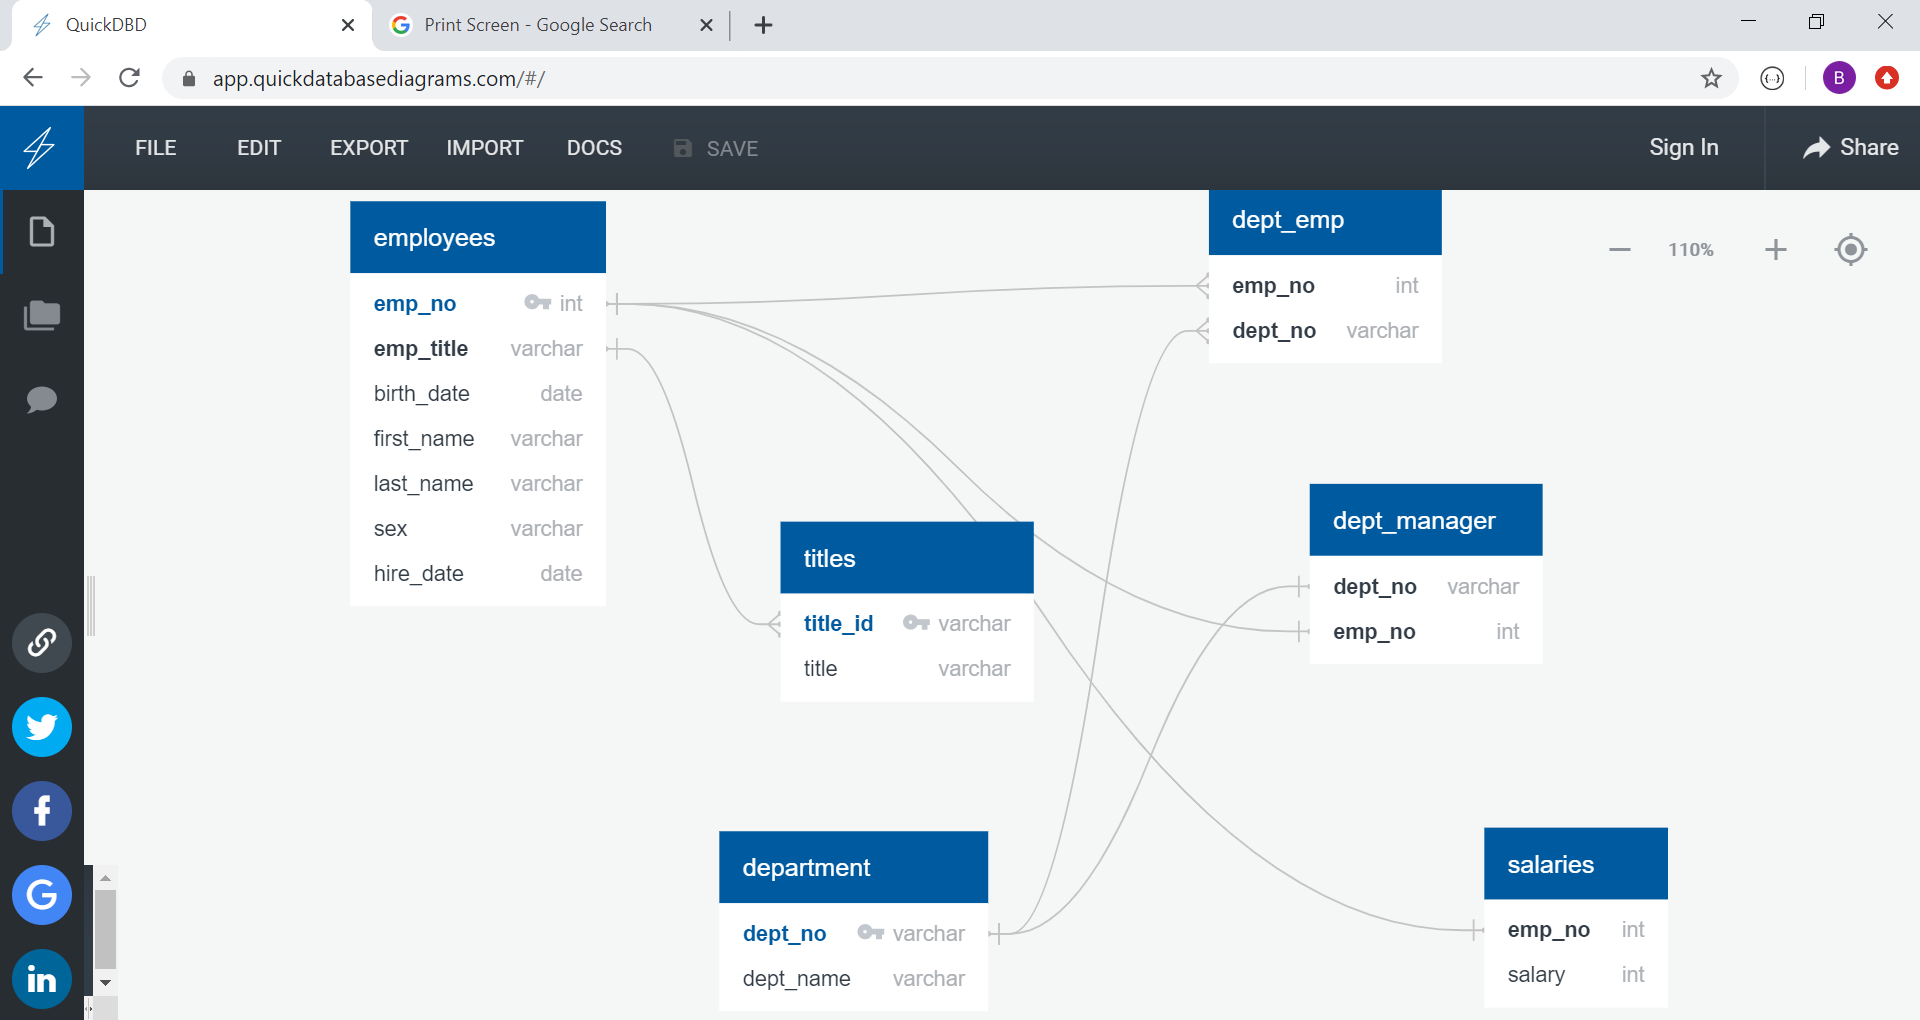 QuickDBD
Print Screen - Google Search
app.quickdatabasediagrams.com/#/
B
FILE EDIT EXPORT IMPORT DOCS SAVE Sign In Share
110%
employees
emp_no int
emp_title varchar
birth_date date
first_name varchar
last_name varchar
sex varchar
hire_date date
dept_emp
emp_no int
dept_no varchar
titles
title_id varchar
title varchar
dept_manager
dept_no varchar
emp_no int
department
dept_no varchar
dept_name varchar
salaries
emp_no int
salary int